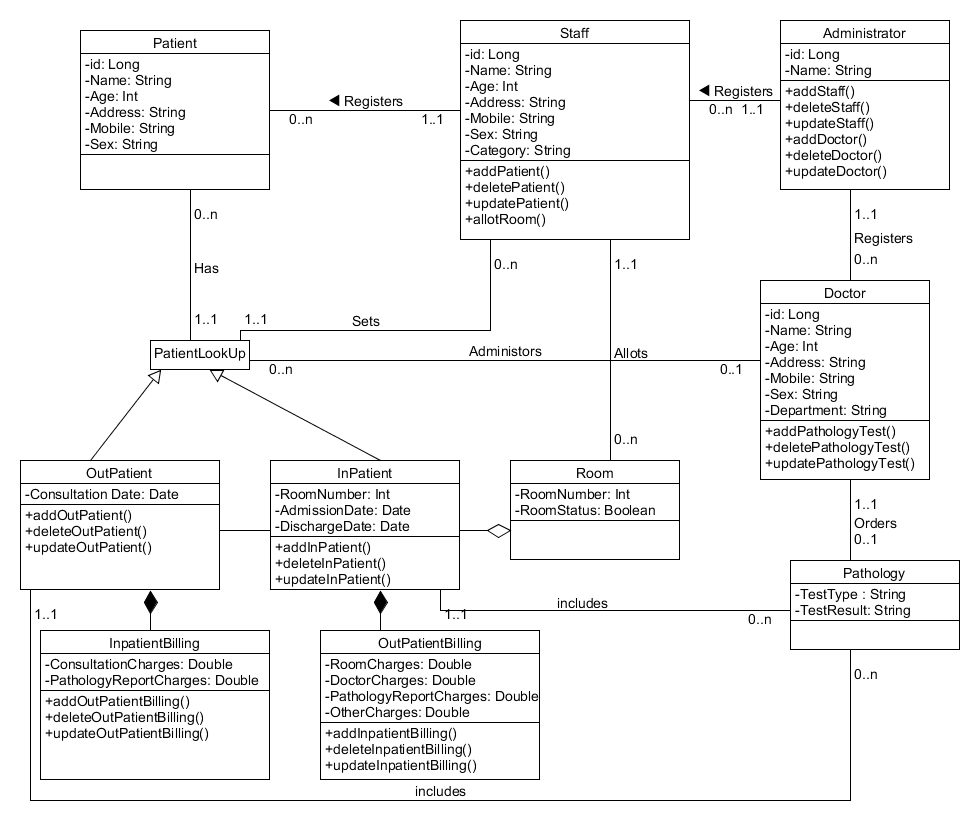 Patient
-id: Long
-Name: String
-Age: Int
-Address: String
-Mobile: String
-Sex: String
Staff
-id: Long
-Name: String
-Age: Int
-Address: String
-Mobile: String
-Sex: String
-Category: String
+addPatient()
+deletePatient()
+updatePatient()
+allotRoom()
Administrator
-id: Long
-Name: String
+addStaff()
+deleteStaff()
+updateStaff()
+addDoctor()
+deleteDoctor()
+updateDoctor()
◀ Registers
0..n
1..1
◀ Registers
0..n
1..1
0..n
Has
1..1
1..1
Sets
0..n
1..1
Allots
0..n
1..1
Registers
0..n
PatientLookUp
0..n
Administors
0..1
Doctor
-id: Long
-Name: String
-Age: Int
-Address: String
-Mobile: String
-Sex: String
-Department: String
+addPathologyTest()
+deletePathologyTest()
+updatePathologyTest()
OutPatient
-Consultation Date: Date
+addOutPatient()
+deleteOutPatient()
+updateOutPatient()
InPatient
-RoomNumber: Int
-AdmissionDate: Date
-DischargeDate: Date
+addInPatient()
+deleteInPatient()
+updateInPatient()
Room
-RoomNumber: Int
-RoomStatus: Boolean
1..1
Orders
0..1
Pathology
-TestType : String
-TestResult: String
1..1
1..1
includes
0..n
0..n
InpatientBilling
-ConsultationCharges: Double
-PathologyReportCharges: Double
+addOutPatientBilling()
+deleteOutPatientBilling()
+updateOutPatientBilling()
OutPatientBilling
-RoomCharges: Double
-DoctorCharges: Double
-PathologyReportCharges: Double
-OtherCharges: Double
+addInpatientBilling()
+deleteInpatientBilling()
+updateInpatientBilling()
includes